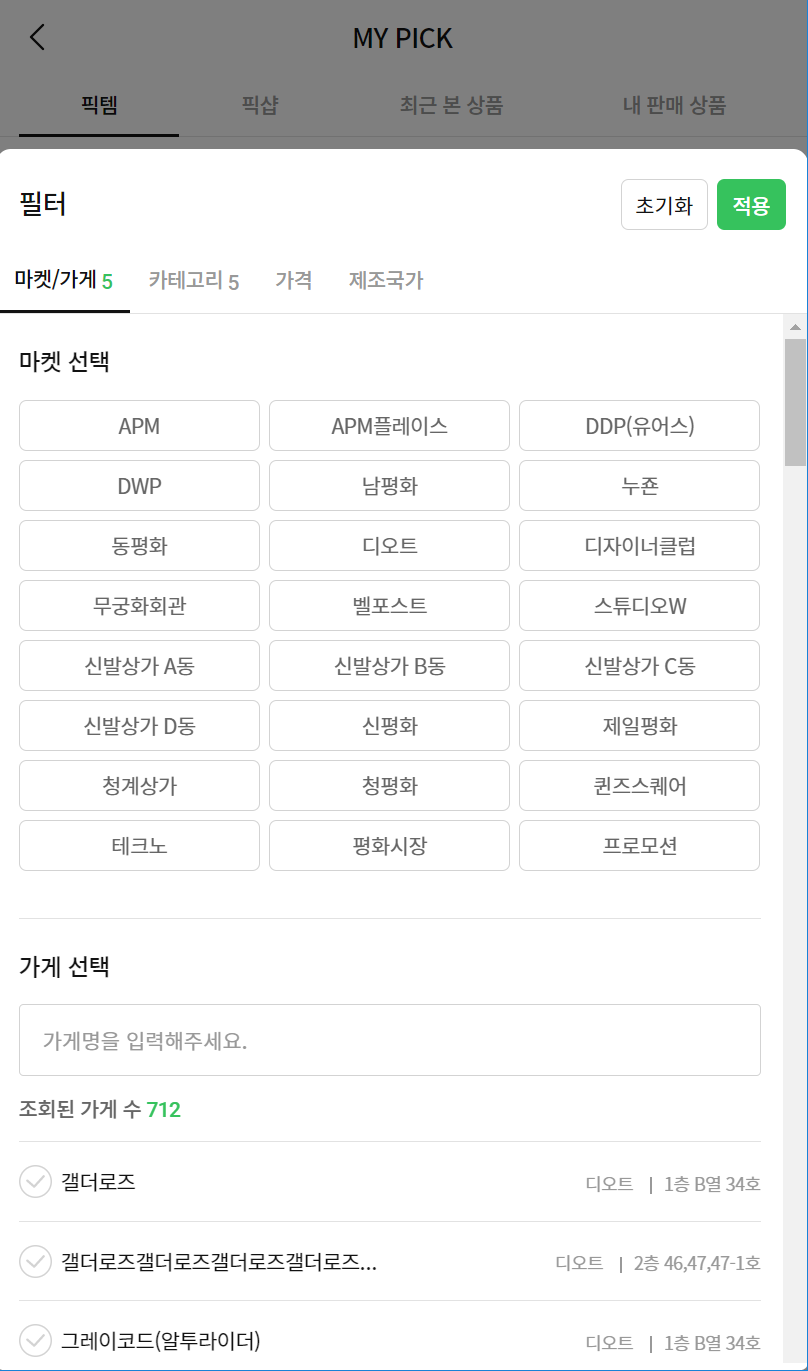 MY PICK
픽템 픽샵 최근 본 상품 내 판매 상품
필터 초기화 적용
마켓/가게 5 카테고리 5 가격 제조국가
마켓 선택
APM APM플레이스 DDP(유어스)
DWP 남평화 누죤
동평화 디오트 디자이너클럽
무궁화회관 벨포스트 스튜디오W
신발상가 A동 신발상가 B동 신발상가 C동
신발상가 D동 신평화 제일평화
청계상가 청평화 퀸즈스퀘어
테크노 평화시장 프로모션
가게 선택
가게명을 입력해주세요.
조회된 가게 수 712
갤더로즈 디오트 | 1층 B열 34호
갤더로즈갤더로즈갤더로즈갤더로즈... 디오트 | 2층 46,47,47-1호
그레이코드(알투라이더) 디오트 | 1층 B열 34호